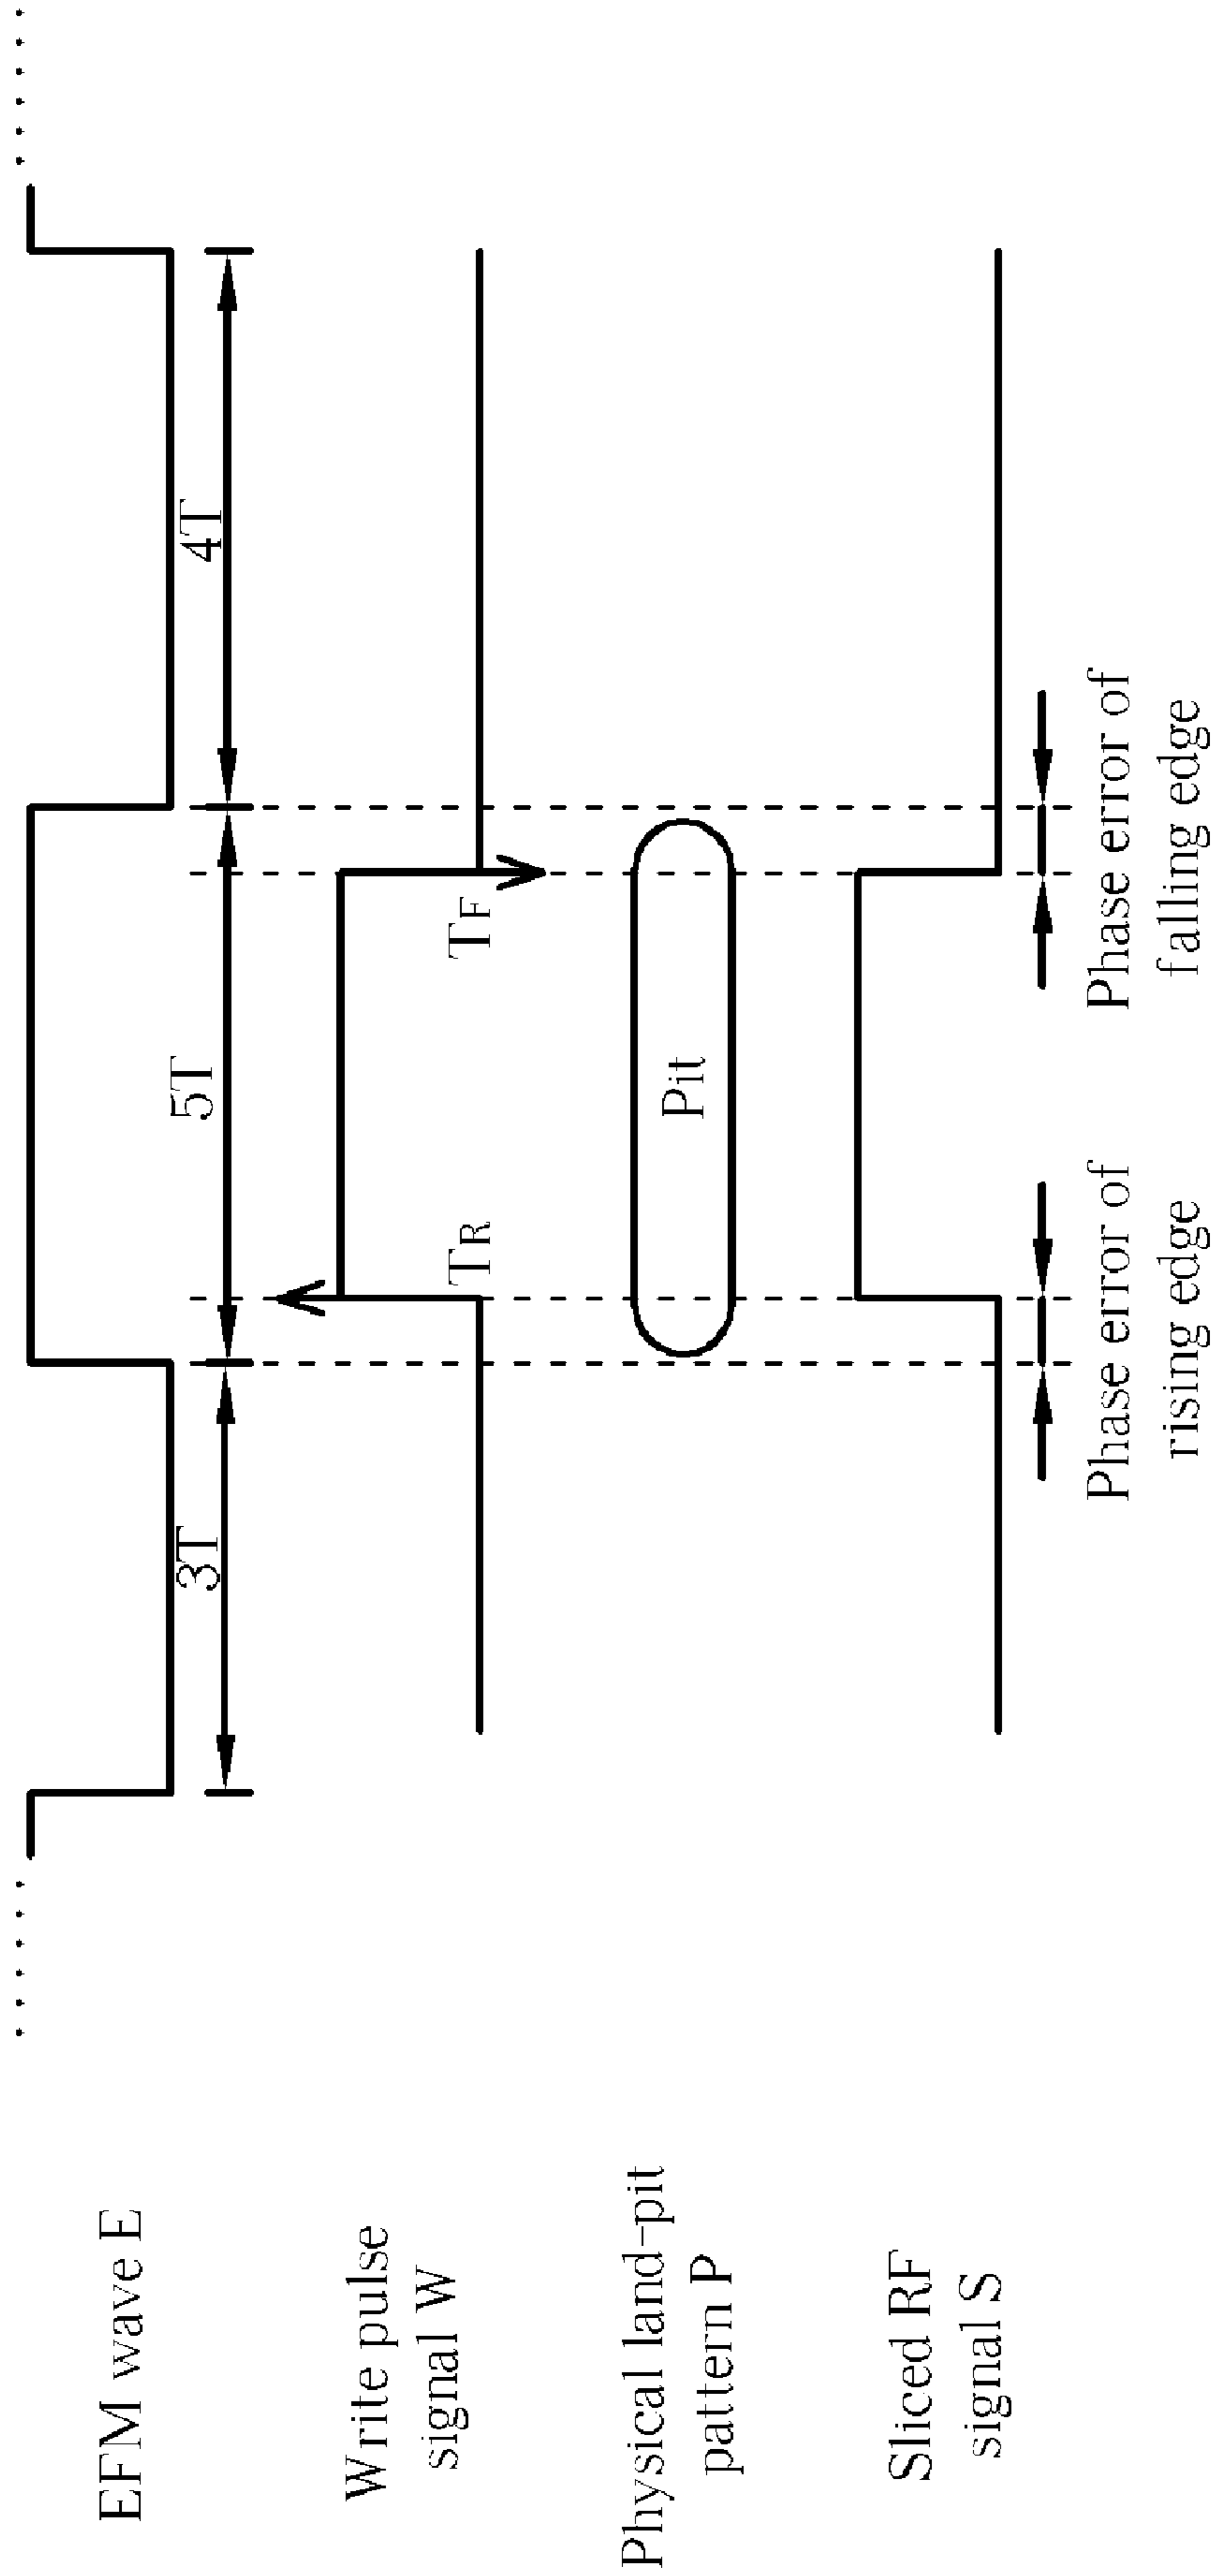 EFM wave E
3T
5T
4T
Write pulse
signal W
TR
TF
Physical land-pit
pattern P
Pit
Sliced RF
signal S
Phase error of
rising edge
Phase error of
falling edge